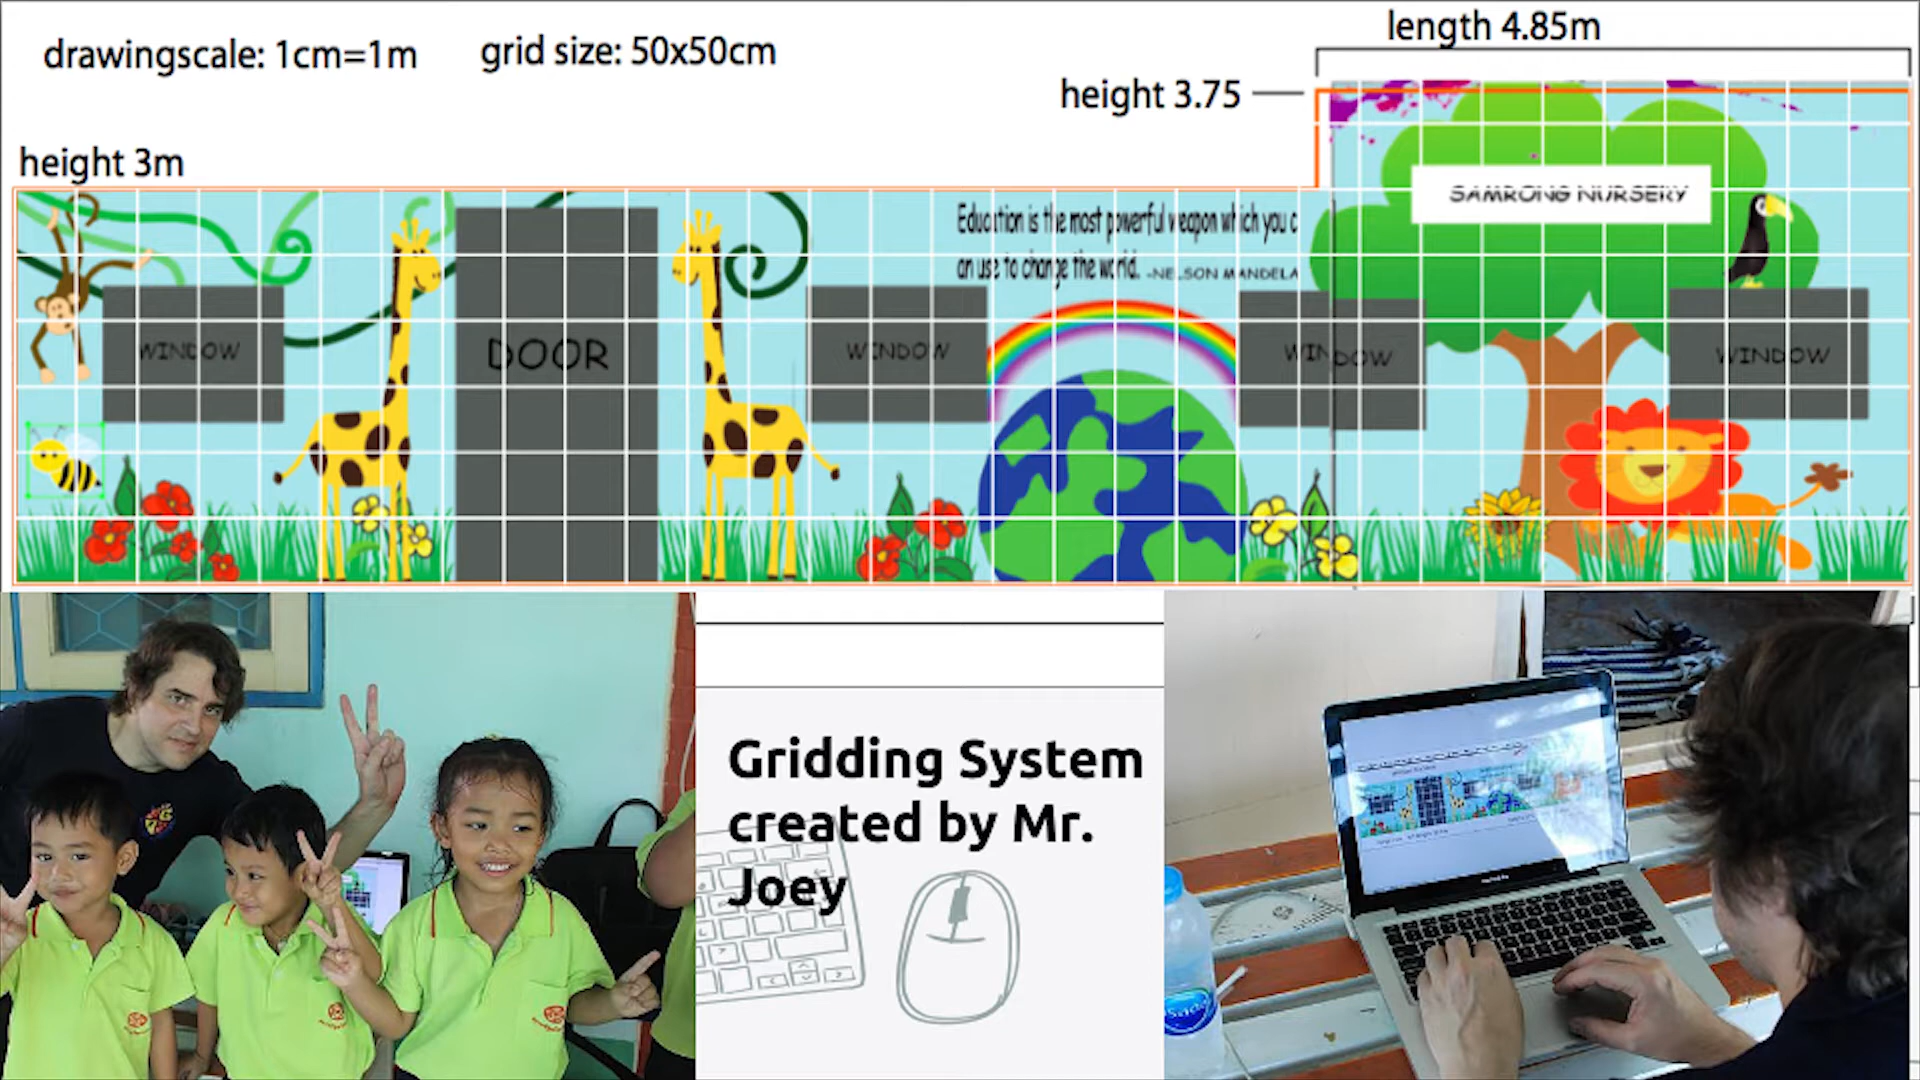 length 4.85m
drawingscale: 1cm=1m
grid size: 50x50cm
height 3.75
height 3m
SAMRONG NURSERY
Education is the most powerful weapon which you c
an use to change the world. -NELSON MANDELA
WINDOW
DOOR
WINDOW
WINDOW
WINDOW
Gridding System
created by Mr.
Joey